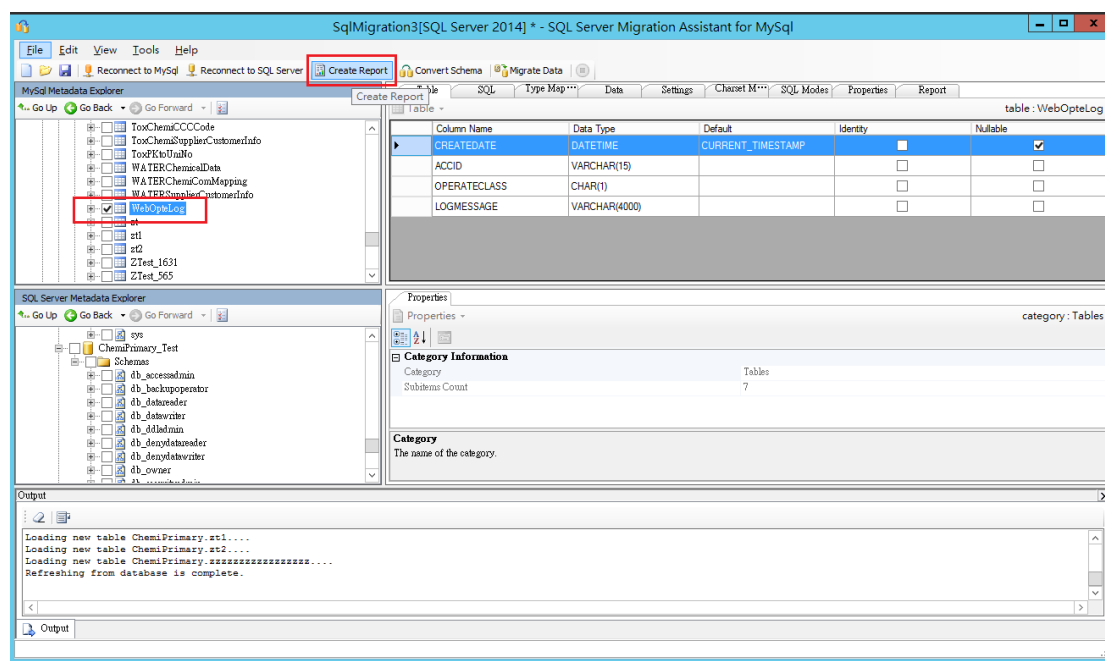 SqlMigration3[SQL Server 2014] * - SQL Server Migration Assistant for MySql
File Edit View Tools Help
Reconnect to MySql Reconnect to SQL Server Create Report Convert Schema Migrate Data
MySql Metadata Explorer
Go Up Go Back Go Forward
ToxChemiCCCCode
ToxChemiSupplierCustomerInfo
ToxPKtoUniNo
WATERChemicalData
WATERChemiComMapping
WATERSupplierCustomerInfo
WebOpteLog
zt
zt1
zt2
ZTest_1631
ZTest_565
Create Report
Table SQL Type Map··· Data Settings Charset M··· SQL Modes Properties Report
Table table : WebOpteLog
Column Name Data Type Default Identity Nullable
CREATEDATE DATETIME CURRENT_TIMESTAMP
ACCID VARCHAR(15)
OPERATECLASS CHAR(1)
LOGMESSAGE VARCHAR(4000)
SQL Server Metadata Explorer
Go Up Go Back Go Forward
sys
ChemiPrimary_Test
Schemas
db_accessadmin
db_backupoperator
db_datareader
db_datawriter
db_ddladmin
db_denydatareader
db_denydatawriter
db_owner
Properties
Properties category : Tables
Category Information
Category Tables
Subitems Count 7
Category
The name of the category.
Output
Loading new table ChemiPrimary.zt1....
Loading new table ChemiPrimary.zt2....
Loading new table ChemiPrimary.zzzzzzzzzzzzzzzzz....
Refreshing from database is complete.
Output